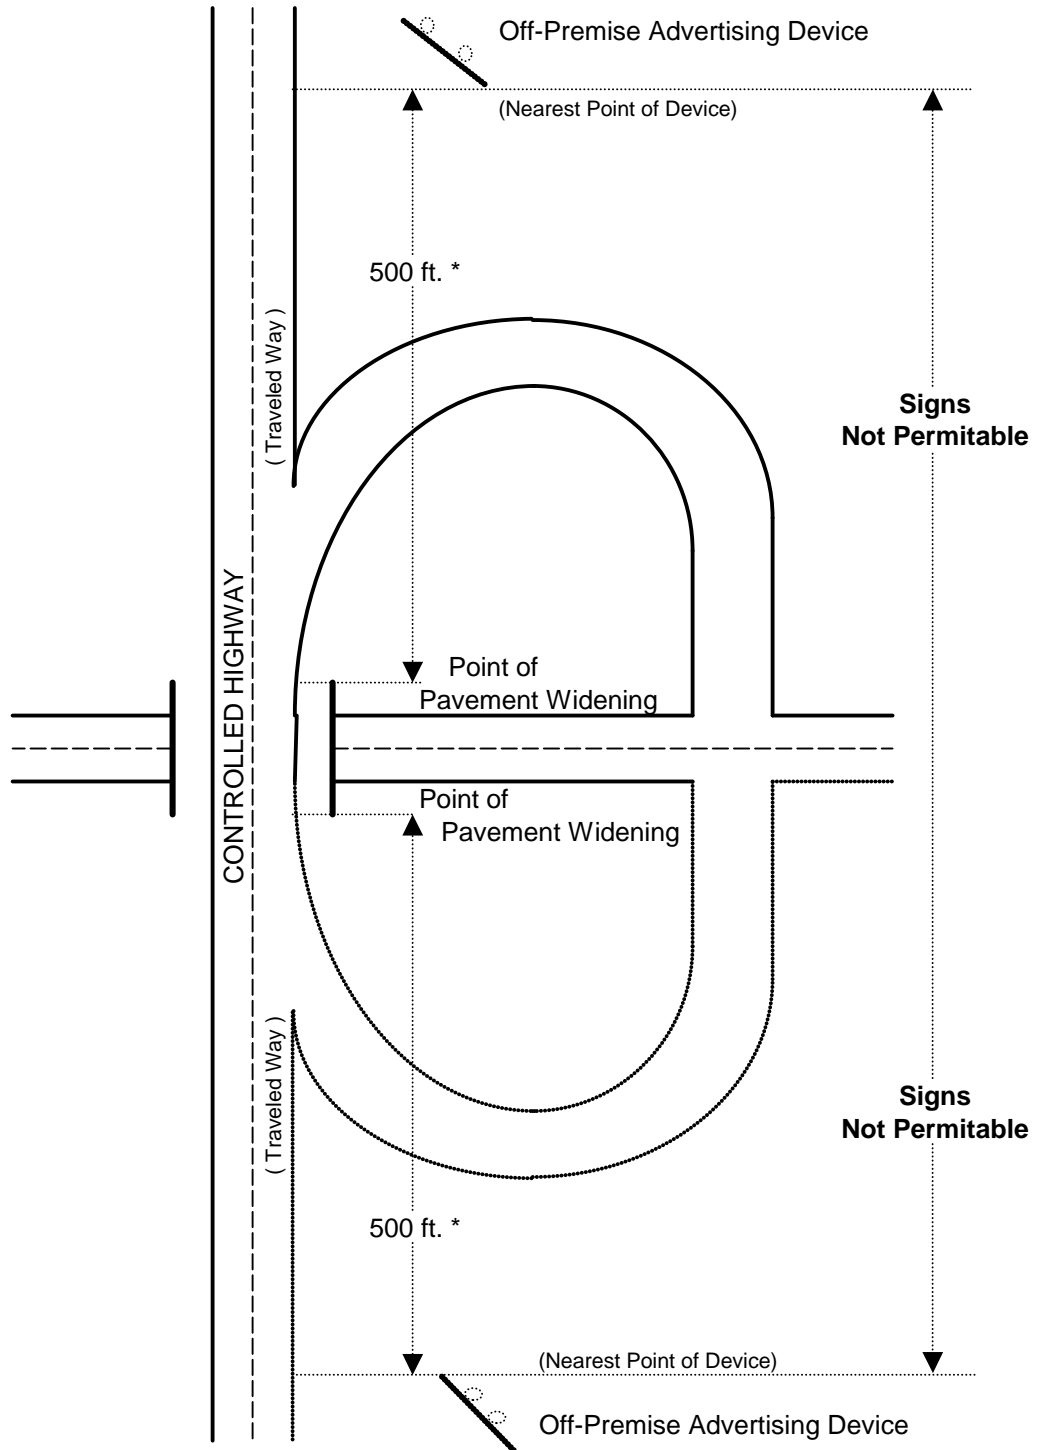 Off-Premise Advertising Device
(Nearest Point of Device)
500 ft. *
( Traveled Way )
Signs
Not Permitable
CONTROLLED HIGHWAY
Point of
Pavement Widening
Point of
Pavement Widening
( Traveled Way )
Signs
Not Permitable
500 ft. *
(Nearest Point of Device)
Off-Premise Advertising Device